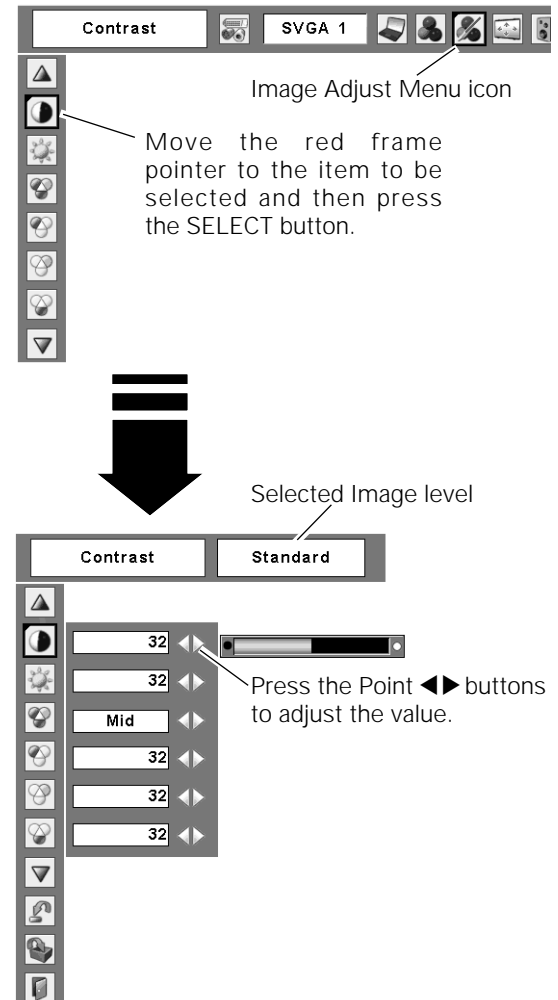 Contrast
SVGA 1
Image Adjust Menu icon
Move the red frame
pointer to the item to be
selected and then press
the SELECT button.
Selected Image level
Contrast
Standard
32
32
Mid
32
32
32
Press the Point ◀▶ buttons
to adjust the value.